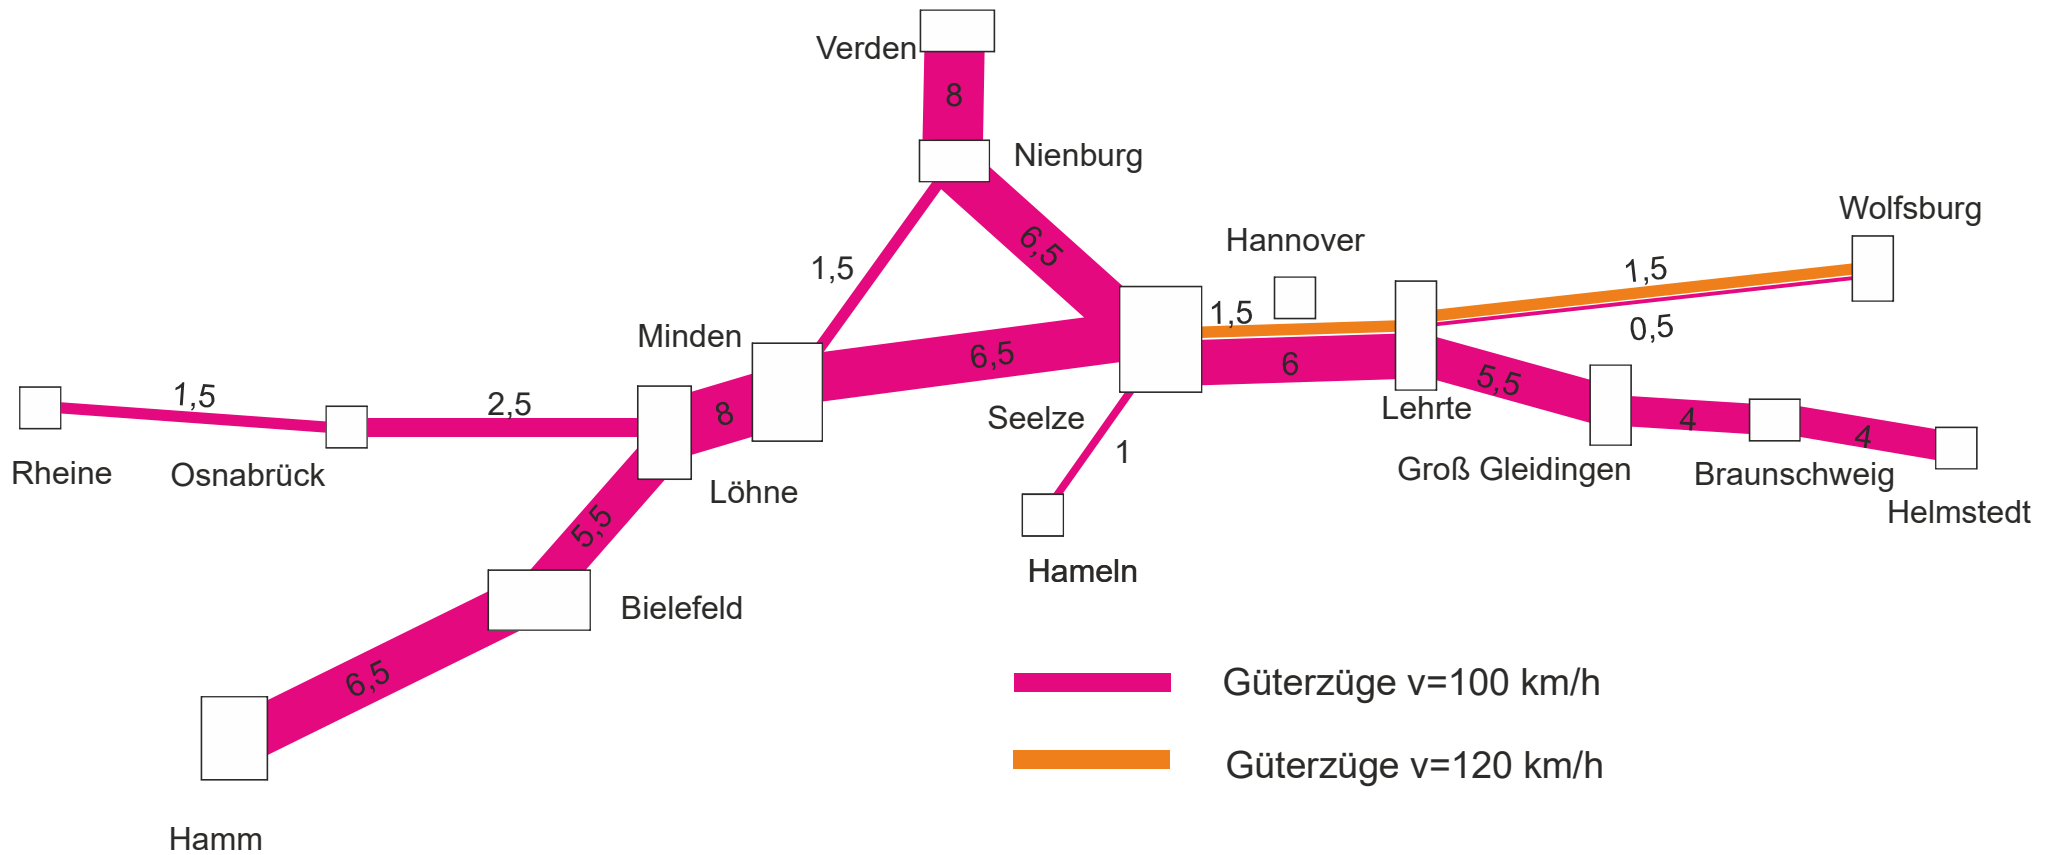 Verden
8
Nienburg
Wolfsburg
6,5
Hannover
1,5
1,5
1,5
0,5
Minden
6,5
6
5,5
1,5
2,5
8
Seelze
Lehrte
4
4
1
Rheine
Osnabrück
Löhne
Groß Gleidingen
Braunschweig
Helmstedt
5,5
Hameln
Bielefeld
6,5
Güterzüge v=100 km/h
Güterzüge v=120 km/h
Hamm